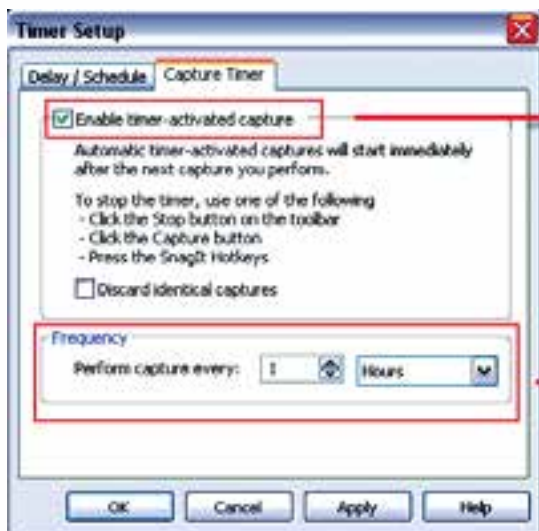 Timer Setup
Delay / Schedule
Capture Timer
Enable timer-activated capture
Automatic timer-activated captures will start immediately
after the next capture you perform.
To stop the timer, use one of the following
- Click the Stop button on the toolbar
- Click the Capture button
- Press the SnagIt Hotkeys
Discard identical captures
Frequency
Perform capture every: 1 Hours
OK Cancel Apply Help